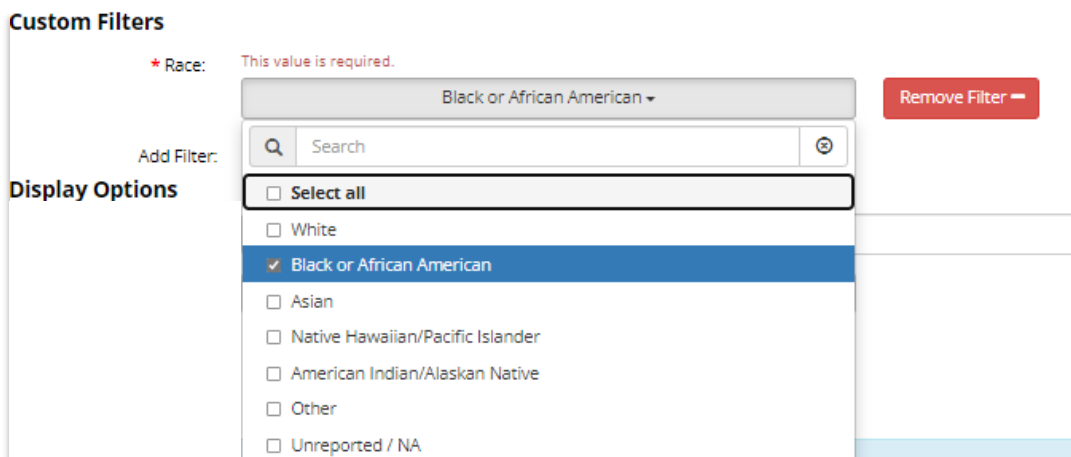 Custom Filters
* Race:
This value is required.
Black or African American
Remove Filter
Add Filter:
Search
Display Options
Select all
White
Black or African American
Asian
Native Hawaiian/Pacific Islander
American Indian/Alaskan Native
Other
Unreported / NA